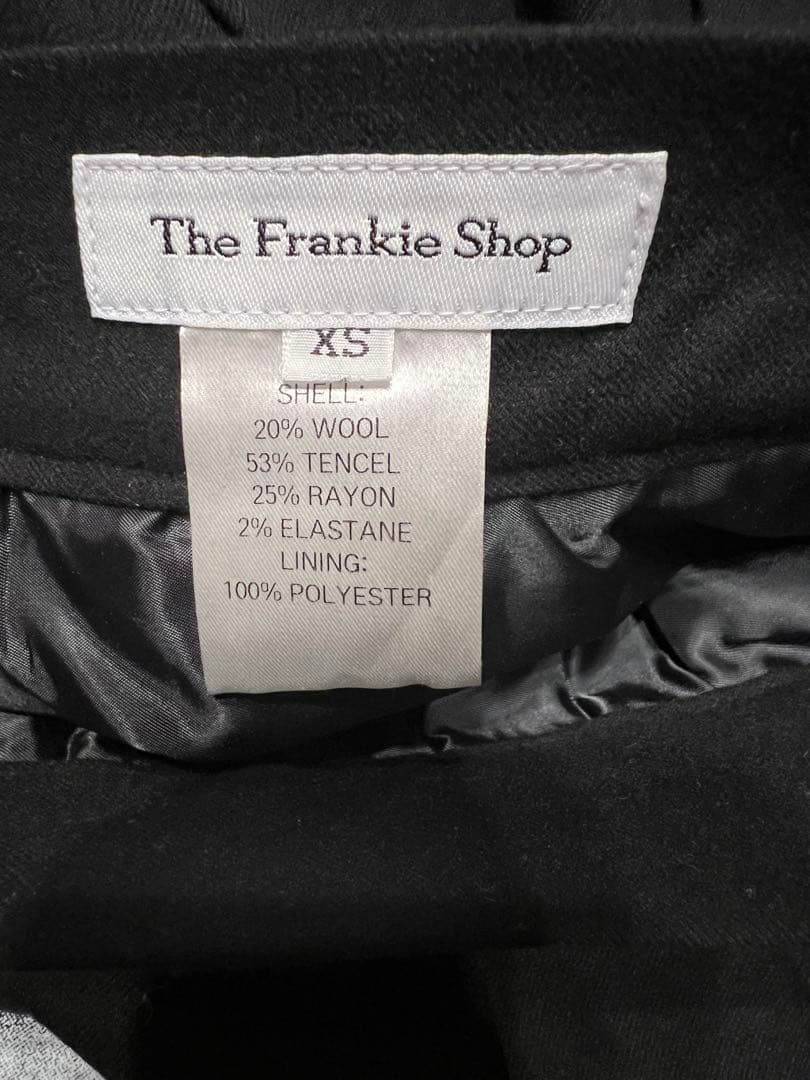 The Frankie Shop
XS
SHELL:
20% WOOL
53% TENCEL
25% RAYON
2% ELASTANE
LINING:
100% POLYESTER